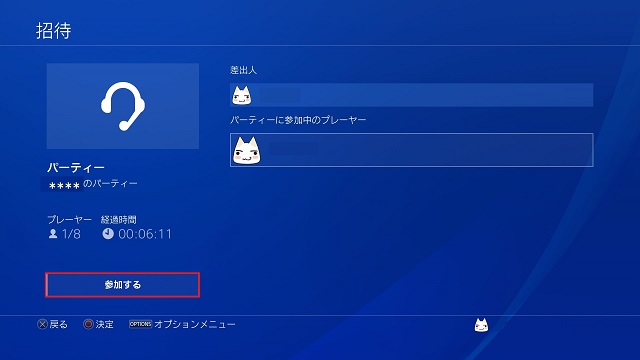 招待
差出人
パーティーに参加中のプレーヤー
パーティー
****のパーティー
プレーヤー 経過時間
1/8 00:06:11
参加する
戻る 決定 OPTIONS オプションメニュー